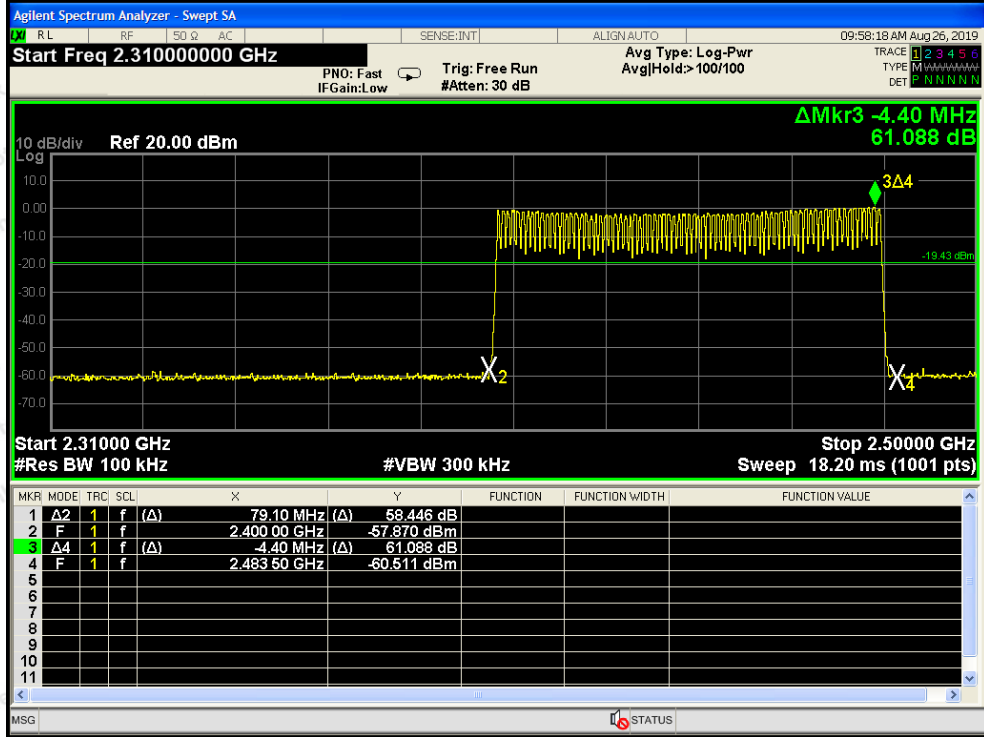 Agilent Spectrum Analyzer - Swept SA
LXI RL RF 50 Ω AC SENSE:INT ALIGN AUTO 09:58:18 AM Aug 26, 2019
Start Freq 2.310000000 GHz
PNO: Fast
IFGain:Low
Trig: Free Run
#Atten: 30 dB
Avg Type: Log-Pwr
Avg|Hold:>100/100
TRACE 1 2 3 4 5 6
TYPE M
DET P N N N N N
ΔMkr3 -4.40 MHz
61.088 dB
10 dB/div Ref 20.00 dBm
Log
10.0
0.00
-10.0
-20.0
-30.0
-40.0
-50.0
-60.0
-70.0
3Δ4
-19.43 dBm
2
4
Start 2.31000 GHz Stop 2.50000 GHz
#Res BW 100 kHz #VBW 300 kHz Sweep 18.20 ms (1001 pts)
MKR MODE TRC SCL X Y FUNCTION FUNCTION WIDTH FUNCTION VALUE
1 Δ2 1 f (Δ) 79.10 MHz (Δ) 58.446 dB
2 F 1 f 2.400 00 GHz -57.870 dBm
3 Δ4 1 f (Δ) -4.40 MHz (Δ) 61.088 dB
4 F 1 f 2.483 50 GHz -60.511 dBm
5
6
7
8
9
10
11
MSG STATUS